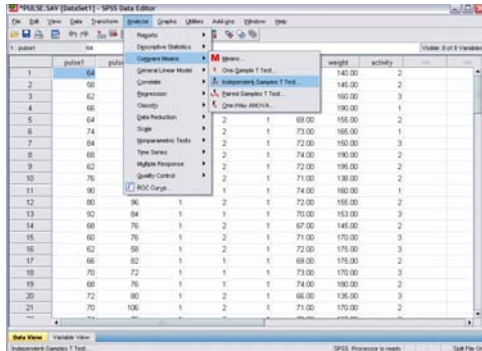 *PULSE.SAV [DataSet1] - SPSS Data Editor
File Edit View Data Transform Analyze Graphs Utilities Add-ons Window Help
1 : pulse1 64 Visible: 8 of 8 Variables
Reports
Descriptive Statistics
Compare Means
General Linear Model
Correlate
Regression
Classify
Data Reduction
Scale
Nonparametric Tests
Time Series
Multiple Response
Quality Control
ROC Curve...
Means...
One-Sample T Test...
Independent-Samples T Test...
Paired-Samples T Test...
One-Way ANOVA...
pulse1 weight activity
1 64 140.00 2
2 58 145.00 2
3 62 160.00 3
4 66 190.00 1
5 64 2 1 69.00 155.00 2
6 74 2 1 73.00 165.00 1
7 84 2 1 72.00 150.00 3
8 68 2 1 74.00 190.00 2
9 62 2 1 72.00 195.00 2
10 76 2 1 71.00 138.00 2
11 90 1 1 74.00 160.00 1
12 80 96 1 2 1 72.00 155.00 2
13 92 84 1 1 1 70.00 153.00 3
14 68 76 1 2 1 67.00 145.00 2
15 60 76 1 2 1 71.00 170.00 3
16 62 58 1 2 1 72.00 175.00 3
17 66 82 1 1 1 69.00 175.00 2
18 70 72 1 1 1 73.00 170.00 3
19 68 76 1 1 1 74.00 180.00 2
20 72 80 1 2 1 66.00 135.00 3
21 70 106 1 2 1 71.00 170.00 2
Data View Variable View
Independent-Samples T Test... SPSS Processor is ready Split File On